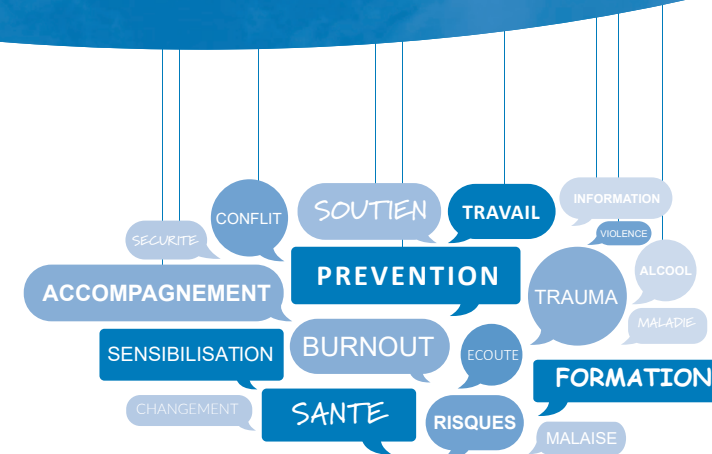 CONFLIT
SOUTIEN
TRAVAIL
INFORMATION
SECURITE
VIOLENCE
ACCOMPAGNEMENT
PREVENTION
TRAUMA
ALCOOL
MALADIE
SENSIBILISATION
BURNOUT
ECOUTE
FORMATION
CHANGEMENT
SANTE
RISQUES
MALAISE